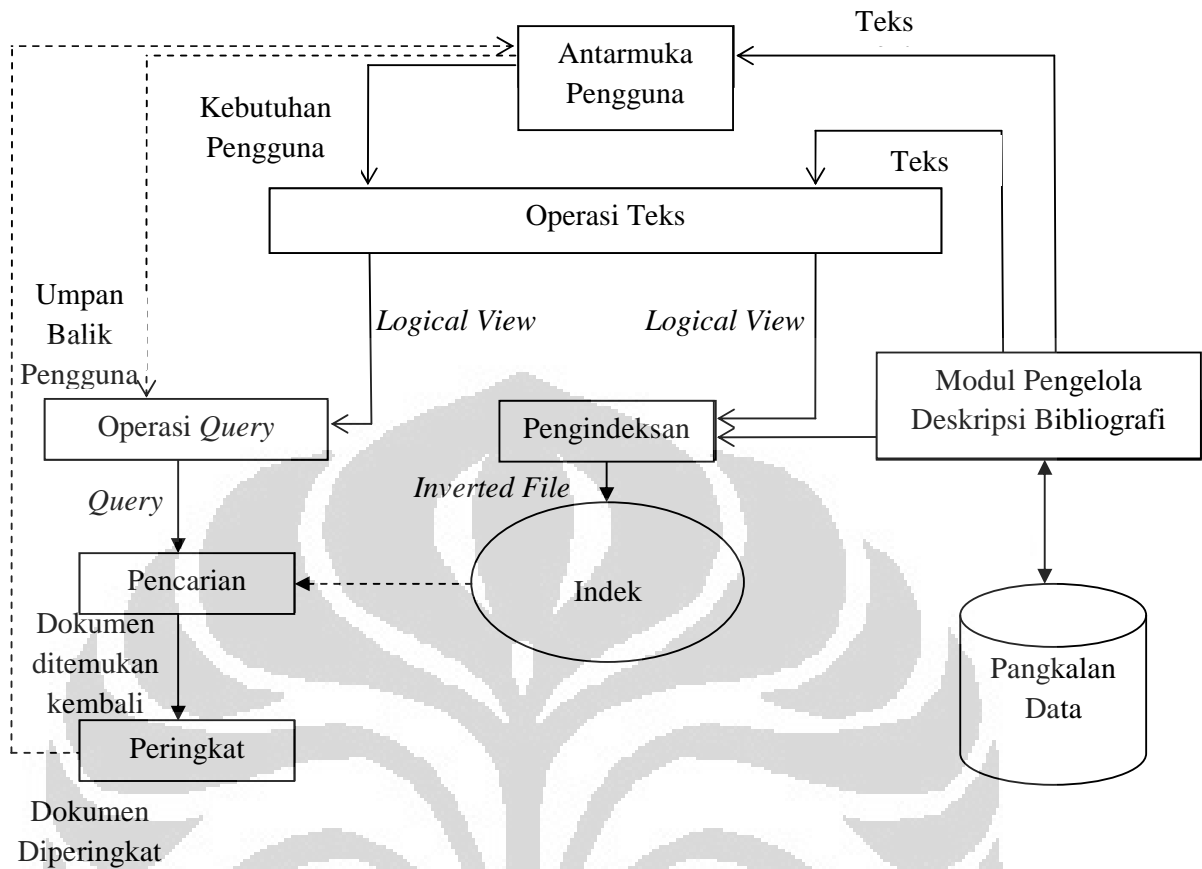 Teks
Antarmuka
Pengguna
Kebutuhan
Pengguna
Teks
Operasi Teks
Umpan
Balik
Pengguna
Logical View
Logical View
Modul Pengelola
Deskripsi Bibliografi
Operasi Query
Pengindeksan
Query
Inverted File
Pencarian
Indek
Dokumen
ditemukan
kembali
Pangkalan
Data
Peringkat
Dokumen
Diperingkat